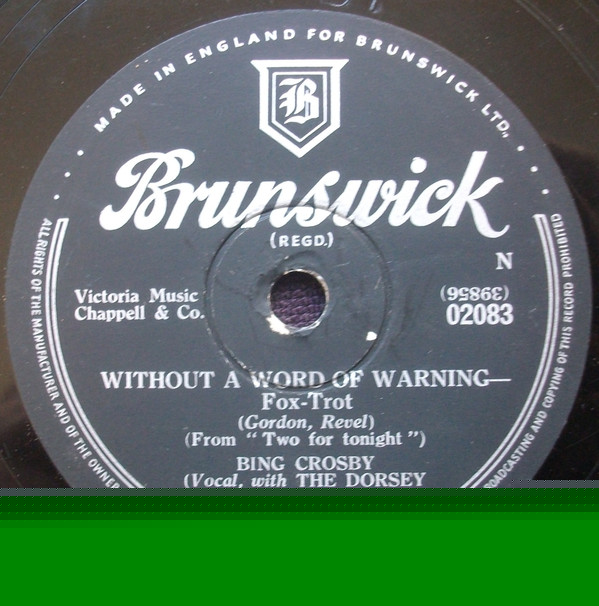 MADE IN ENGLAND FOR BRUNSWICK LTD.,
B
Brunswick
(REGD.)
N
Victoria Music
Chappell & Co.
(39856)
02083
WITHOUT A WORD OF WARNING—
Fox-Trot
(Gordon, Revel)
(From "Two for tonight")
BING CROSBY
(Vocal, with THE DORSEY
ALL RIGHTS OF THE MANUFACTURER AND OF THE OWNER
BROADCASTING AND COPYING OF THIS RECORD PROHIBITED